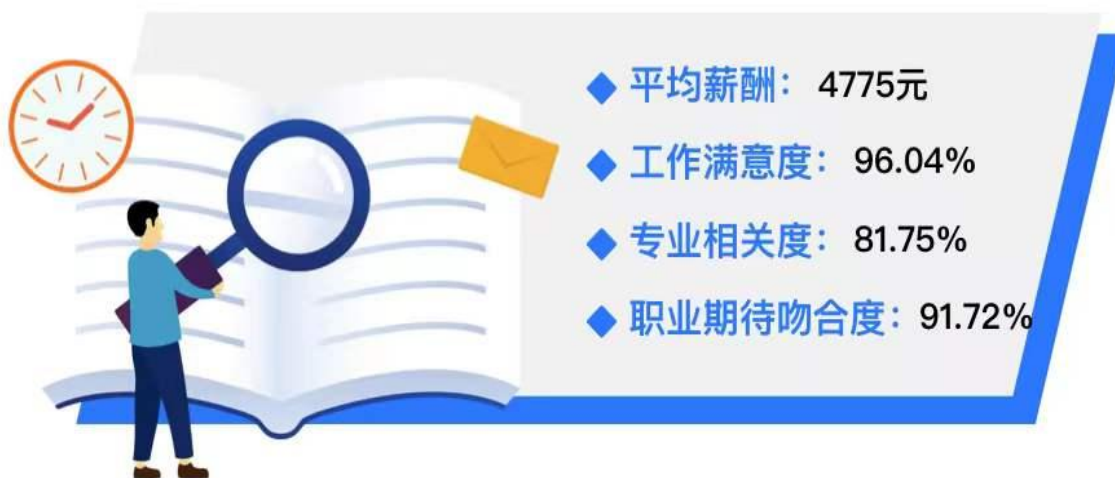 ◆ 平均薪酬：4775元
◆ 工作满意度：96.04%
◆ 专业相关度：81.75%
◆ 职业期待吻合度：91.72%